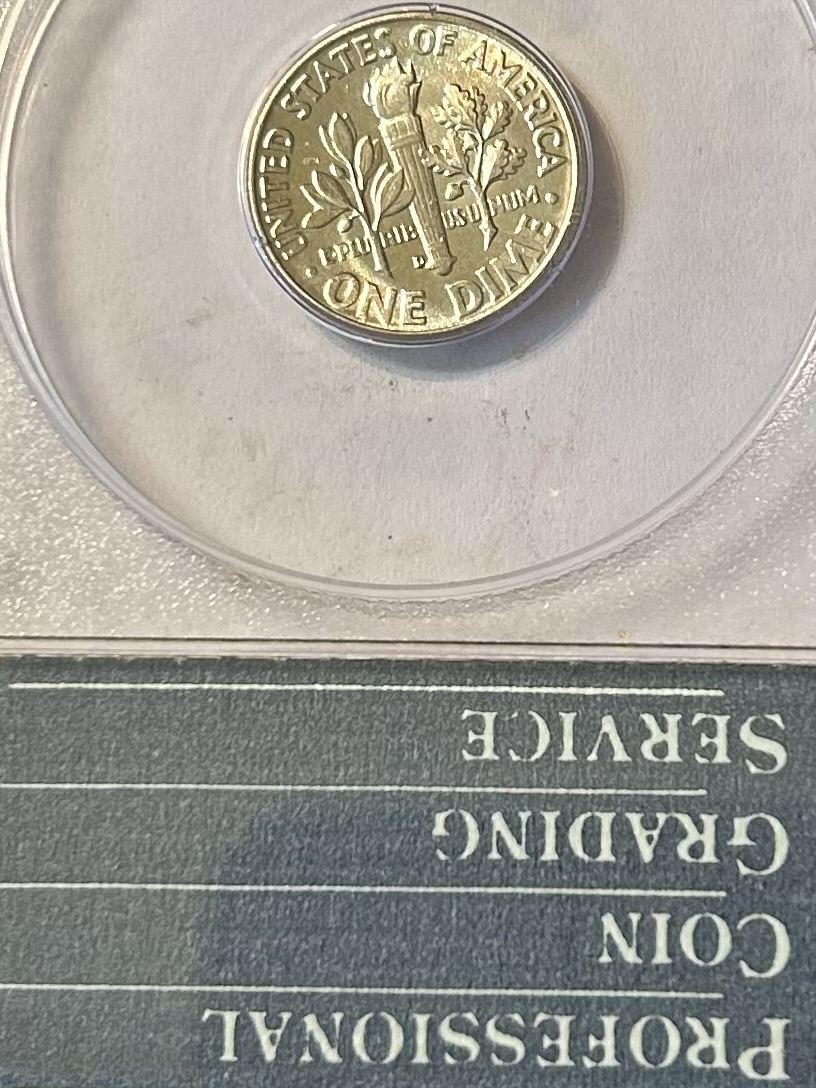 UNITED STATES OF AMERICA
E PLURIBUS UNUM
D
ONE DIME
PROFESSIONAL
COIN
GRADING
SERVICE